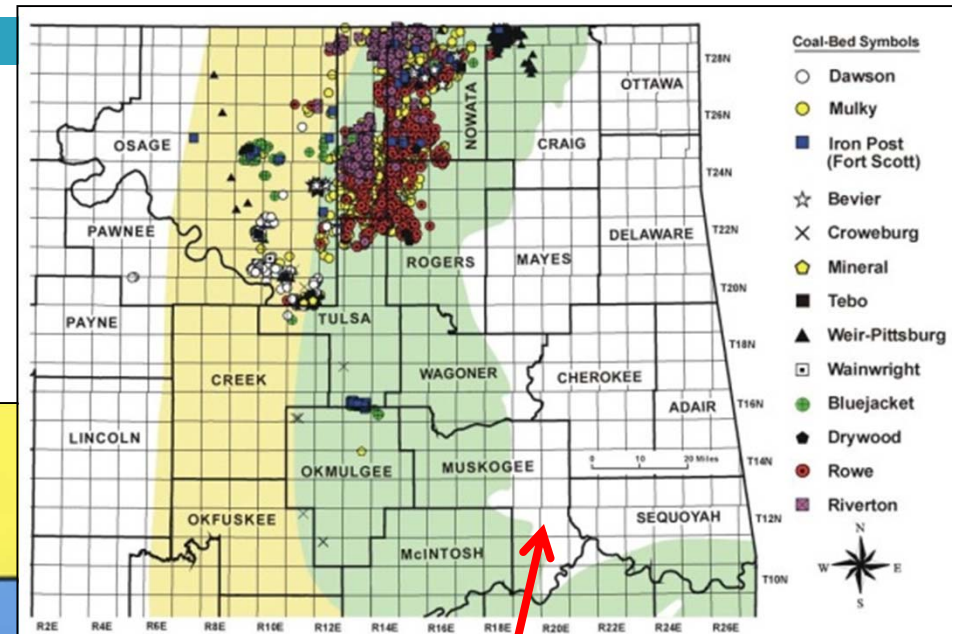 Coal-Bed Symbols
Dawson
Mulky
Iron Post
(Fort Scott)
Bevier
Croweburg
Mineral
Tebo
Weir-Pittsburg
Wainwright
Bluejacket
Drywood
Rowe
Riverton
N
W E
S
OSAGE
NOWATA
CRAIG
OTTAWA
PAWNEE
ROGERS
MAYES
DELAWARE
PAYNE
TULSA
CREEK
WAGONER
CHEROKEE
ADAIR
LINCOLN
OKMULGEE
MUSKOGEE
0 10 20 Miles
OKFUSKEE
McINTOSH
SEQUOYAH
T28N
T26N
T24N
T22N
T20N
T18N
T16N
T14N
T12N
T10N
R2E R4E R6E R8E R10E R12E R14E R16E R18E R20E R22E R24E R26E